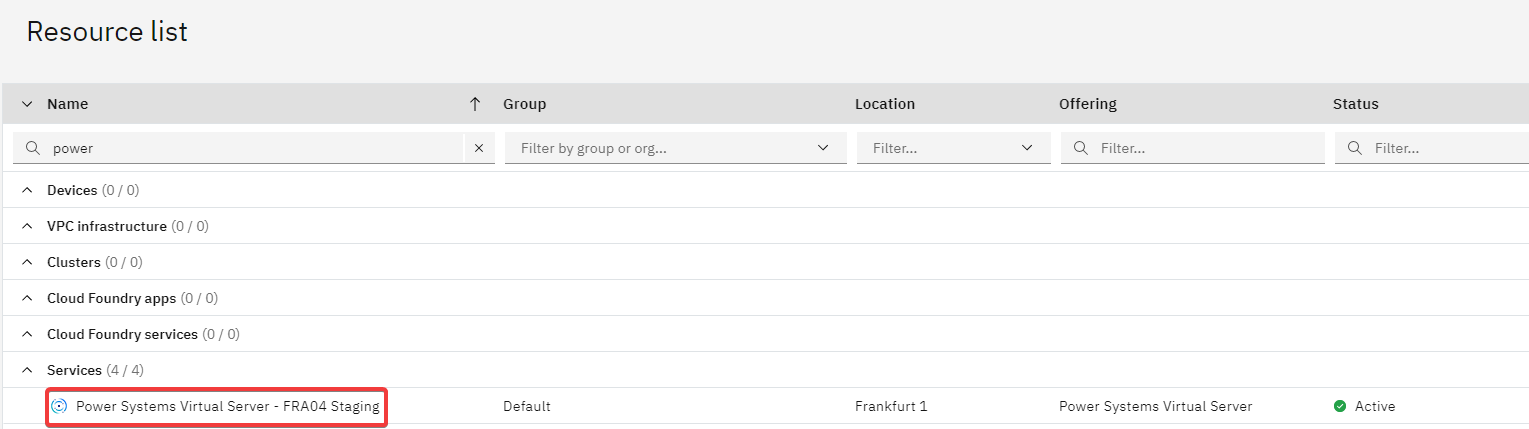 Resource list
Name Group Location Offering Status
power Filter by group or org... Filter... Filter... Filter...
Devices (0 / 0)
VPC infrastructure (0 / 0)
Clusters (0 / 0)
Cloud Foundry apps (0 / 0)
Cloud Foundry services (0 / 0)
Services (4 / 4)
Power Systems Virtual Server - FRA04 Staging Default Frankfurt 1 Power Systems Virtual Server Active